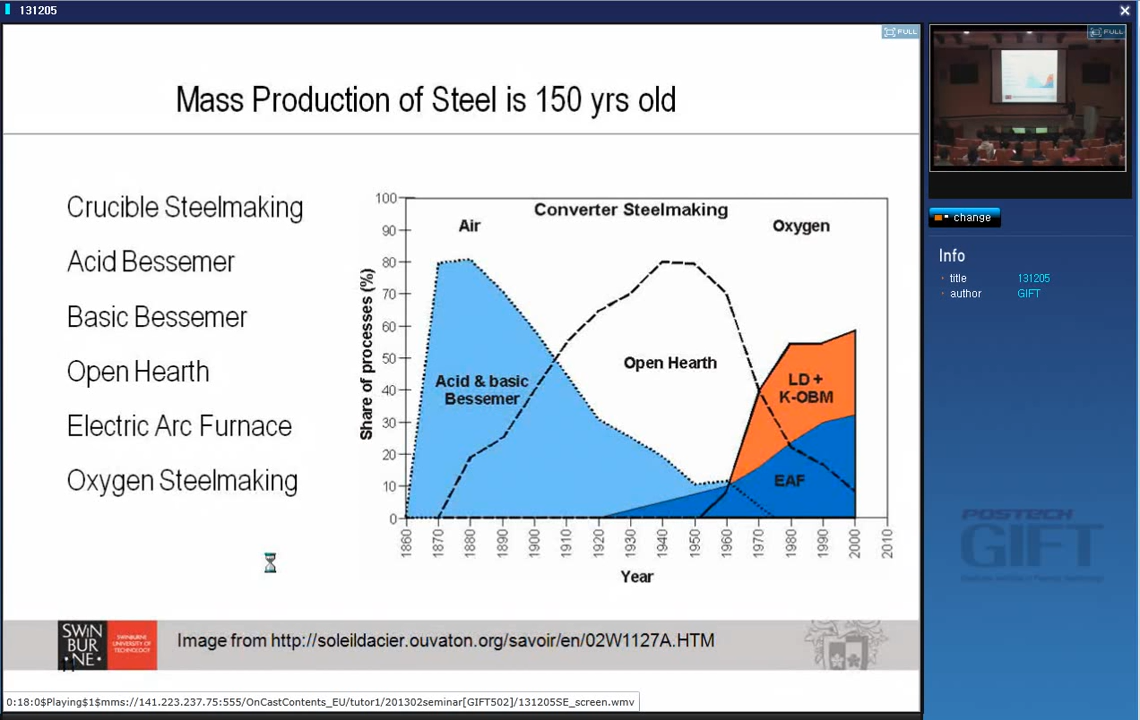 131205
FULL
FULL
Mass Production of Steel is 150 yrs old
Crucible Steelmaking
Acid Bessemer
Basic Bessemer
Open Hearth
Electric Arc Furnace
Oxygen Steelmaking
Share of processes (%)
100
90
80
70
60
50
40
30
20
10
0
Converter Steelmaking
Air
Oxygen
Acid & basic
Bessemer
Open Hearth
LD +
K-OBM
EAF
1860 1870 1880 1890 1900 1910 1920 1930 1940 1950 1960 1970 1980 1990 2000 2010
Year
SWIN
BUR
NE
SWINBURNE
UNIVERSITY OF
TECHNOLOGY
Image from http://soleildacier.ouvaton.org/savoir/en/02W1127A.HTM
0:18:0$Playing$1$mms://141.223.237.75:555/OnCastContents_EU/tutor1/201302seminar[GIFT502]/131205SE_screen.wmv
change
Info
title 131205
author GIFT
POSTECH
GIFT